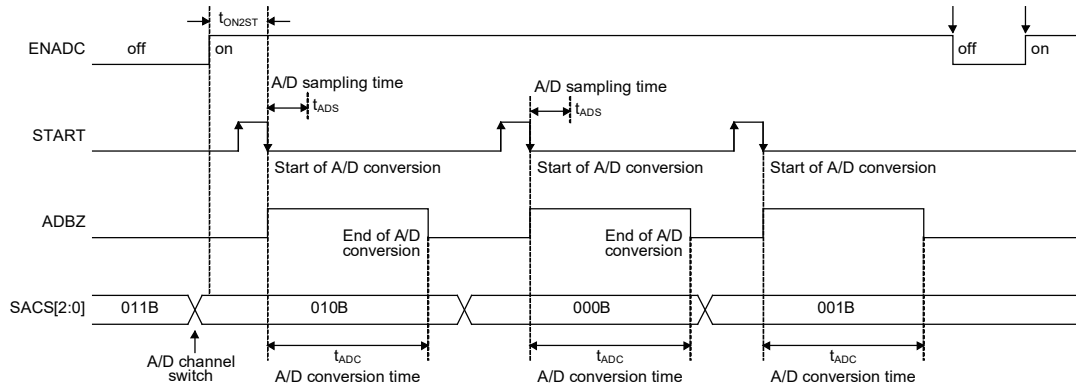 tON2ST
ENADC
off
on
off
on
A/D sampling time
tADS
A/D sampling time
tADS
START
Start of A/D conversion
Start of A/D conversion
Start of A/D conversion
ADBZ
End of A/D
conversion
End of A/D
conversion
SACS[2:0]
011B
010B
000B
001B
A/D channel
switch
tADC
A/D conversion time
tADC
A/D conversion time
tADC
A/D conversion time